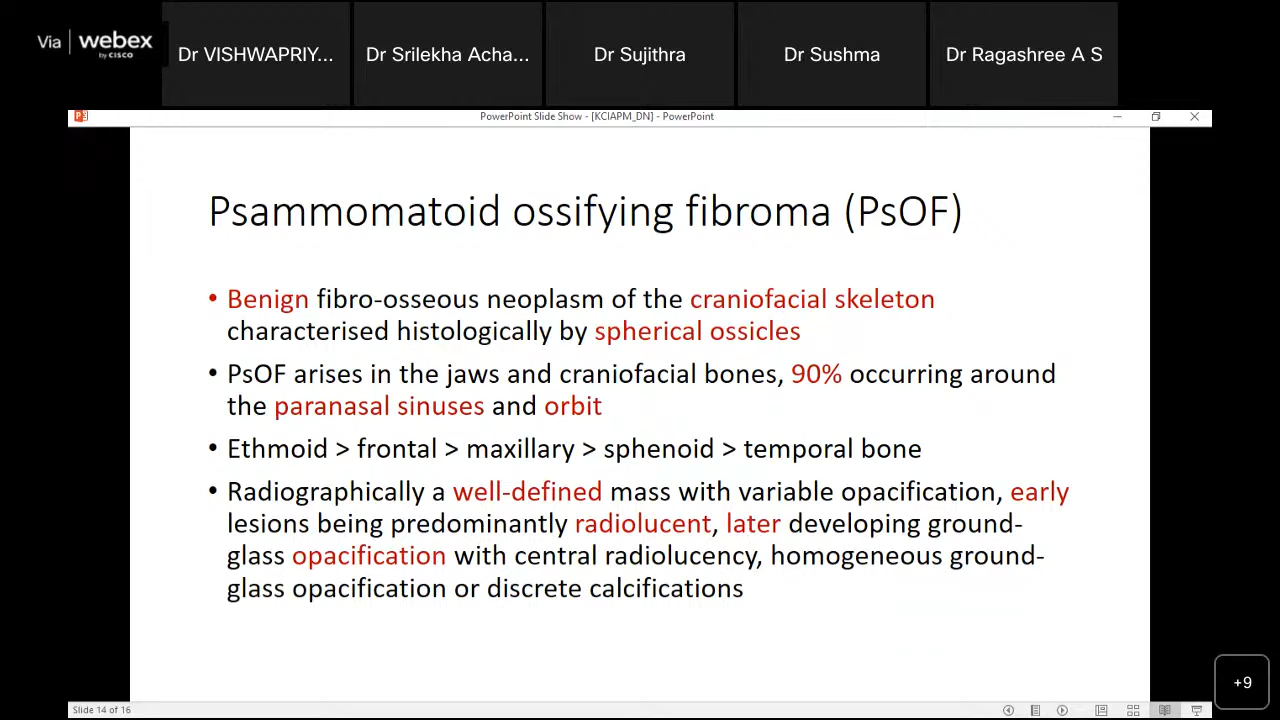 Via | webex
by CISCO
Dr VISHWAPRIY...
Dr Srilekha Acha...
Dr Sujithra
Dr Sushma
Dr Ragashree A S
PowerPoint Slide Show - [KCIAPM_DN] - PowerPoint
Psammomatoid ossifying fibroma (PsOF)
• Benign fibro-osseous neoplasm of the craniofacial skeleton
characterised histologically by spherical ossicles
• PsOF arises in the jaws and craniofacial bones, 90% occurring around
the paranasal sinuses and orbit
• Ethmoid > frontal > maxillary > sphenoid > temporal bone
• Radiographically a well-defined mass with variable opacification, early
lesions being predominantly radiolucent, later developing ground-
glass opacification with central radiolucency, homogeneous ground-
glass opacification or discrete calcifications
+9
Slide 14 of 16